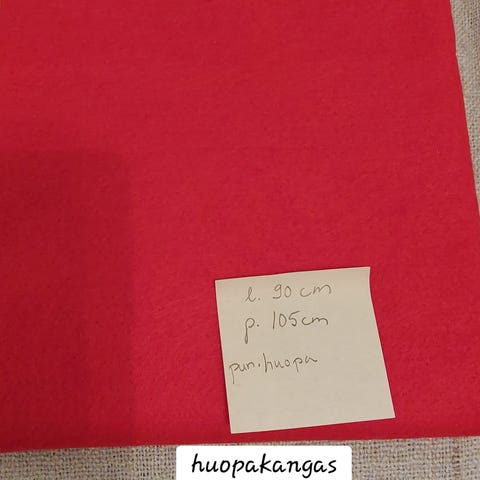 l. 90 cm
p. 105cm
pun.huopa
huopakangas